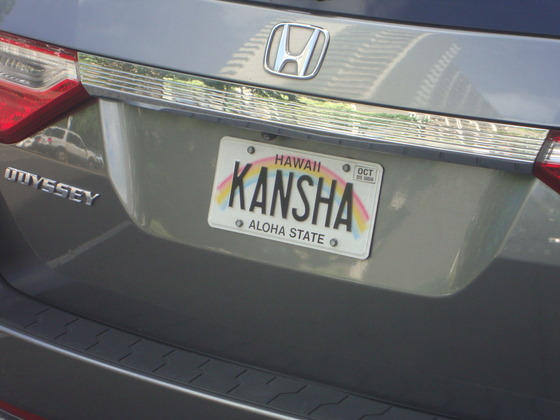 ODYSSEY
HAWAII
OCT
KANSHA
ALOHA STATE